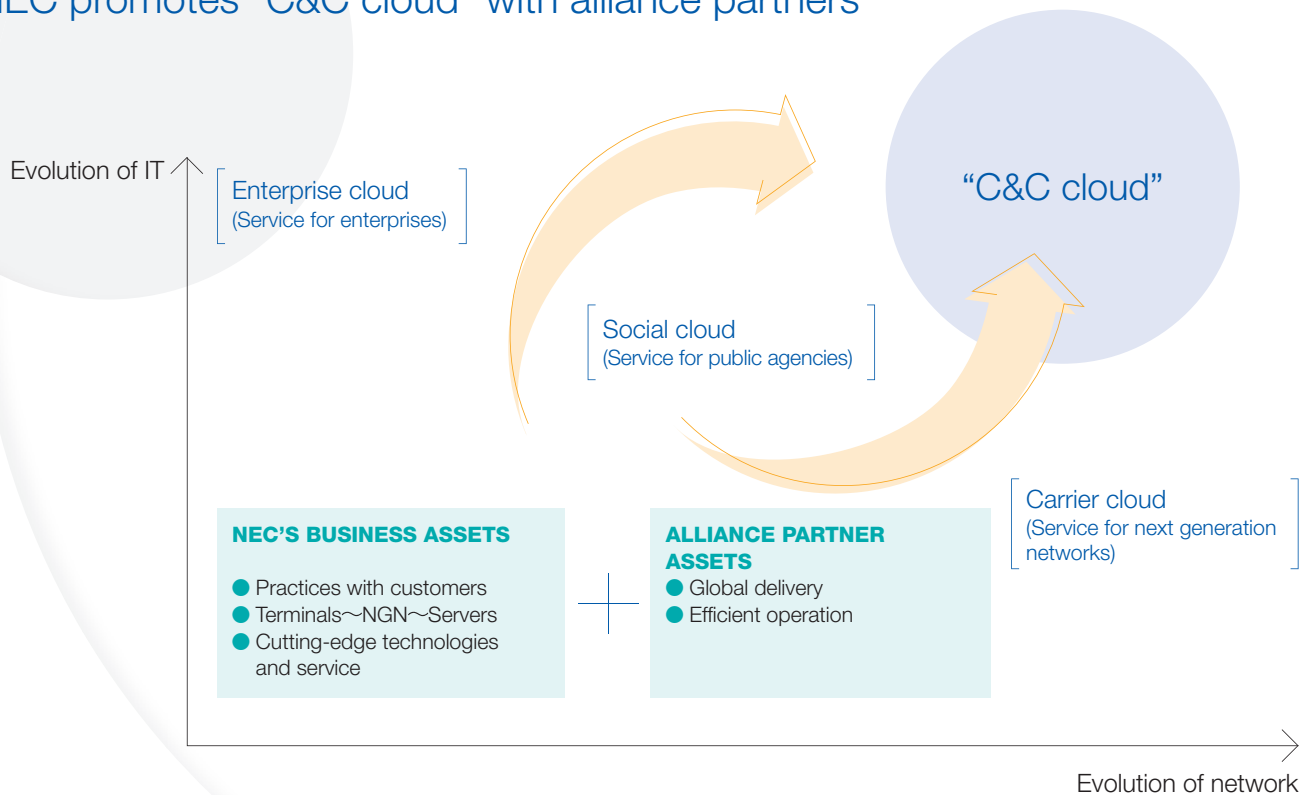 NEC promotes “C&C cloud” with alliance partners
Evolution of IT
Enterprise cloud
(Service for enterprises)
“C&C cloud”
Social cloud
(Service for public agencies)
Carrier cloud
(Service for next generation
networks)
NEC’S BUSINESS ASSETS
● Practices with customers
● Terminals～NGN～Servers
● Cutting-edge technologies
and service
ALLIANCE PARTNER
ASSETS
● Global delivery
● Efficient operation
Evolution of network